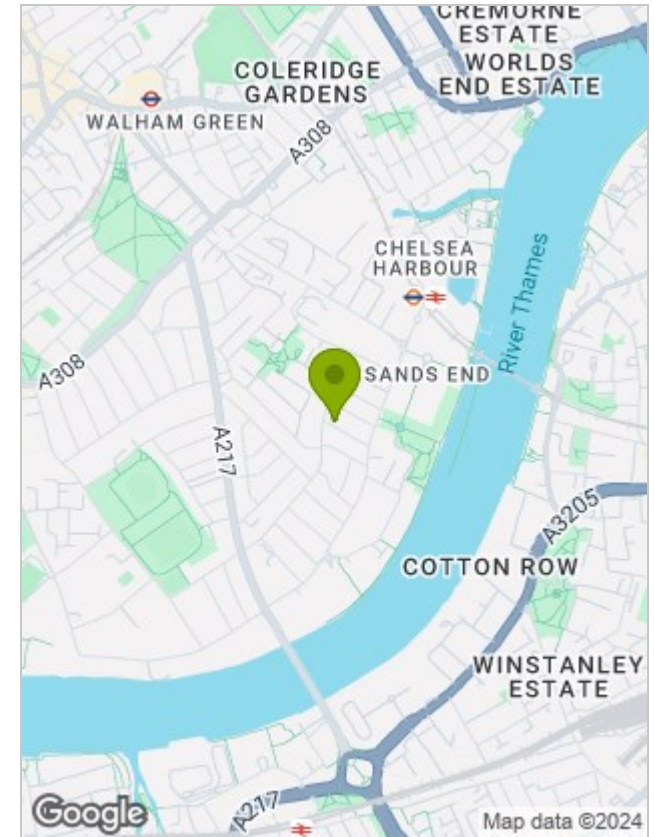 CREMORNE
ESTATE
WORLDS
END ESTATE
COLERIDGE
GARDENS
WALHAM GREEN
A308
CHELSEA
HARBOUR
River Thames
A308
SANDS END
A217
A3205
COTTON ROW
WINSTANLEY
ESTATE
A217
Google
Map data ©2024